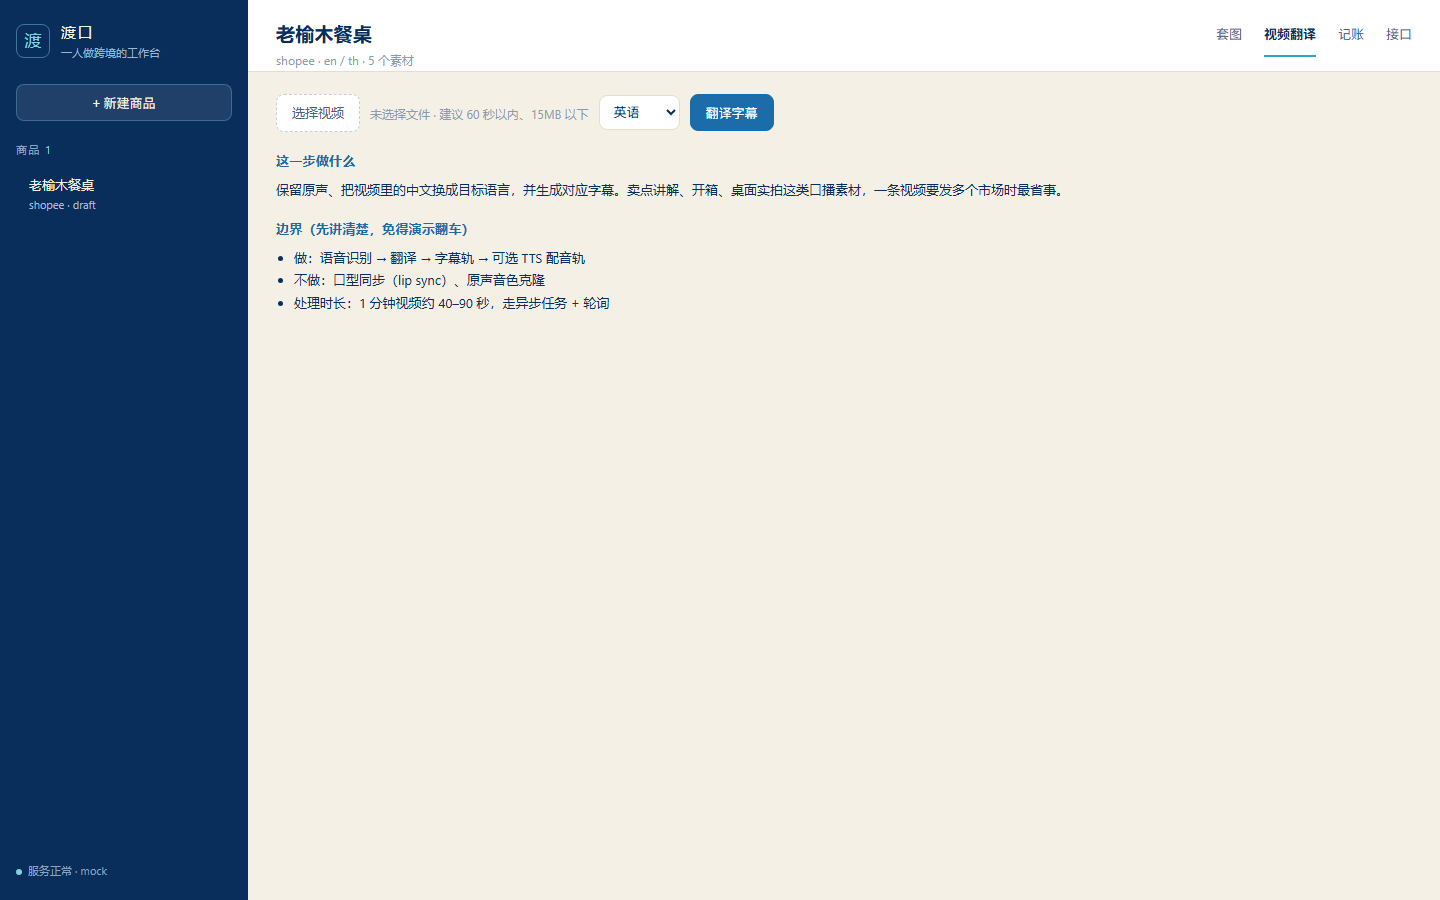 渡
渡口
一人做跨境的工作台
+ 新建商品
商品 1
老榆木餐桌
shopee · draft
服务正常 · mock
老榆木餐桌
shopee · en / th · 5 个素材
套图
视频翻译
记账
接口
选择视频
未选择文件 · 建议 60 秒以内、15MB 以下
英语
翻译字幕
这一步做什么
保留原声、把视频里的中文换成目标语言，并生成对应字幕。卖点讲解、开箱、桌面实拍这类口播素材，一条视频要发多个市场时最省事。
边界（先讲清楚，免得演示翻车）
• 做：语音识别 → 翻译 → 字幕轨 → 可选 TTS 配音轨
• 不做：口型同步（lip sync）、原声音色克隆
• 处理时长：1 分钟视频约 40–90 秒，走异步任务 + 轮询